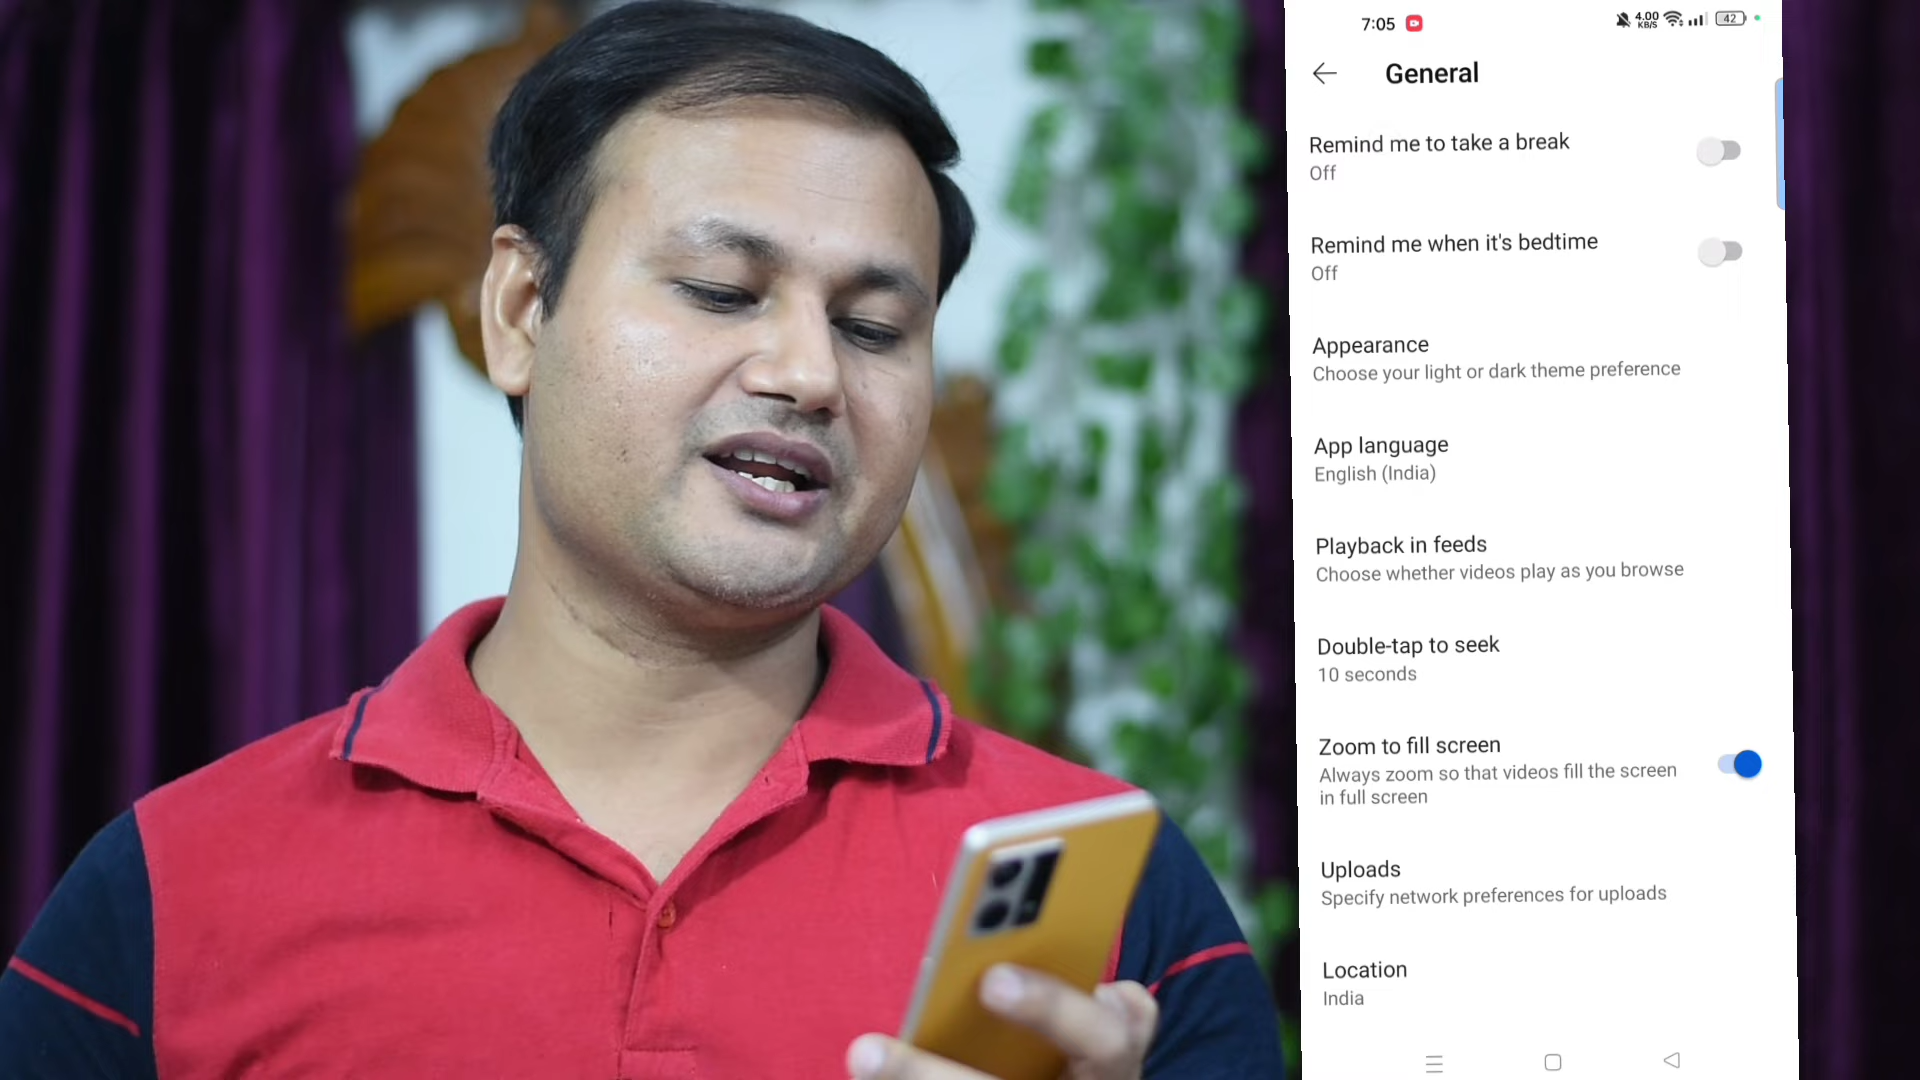 7:05
4.00
KB/S
42
General
Remind me to take a break
Off
Remind me when it's bedtime
Off
Appearance
Choose your light or dark theme preference
App language
English (India)
Playback in feeds
Choose whether videos play as you browse
Double-tap to seek
10 seconds
Zoom to fill screen
Always zoom so that videos fill the screen
in full screen
Uploads
Specify network preferences for uploads
Location
India